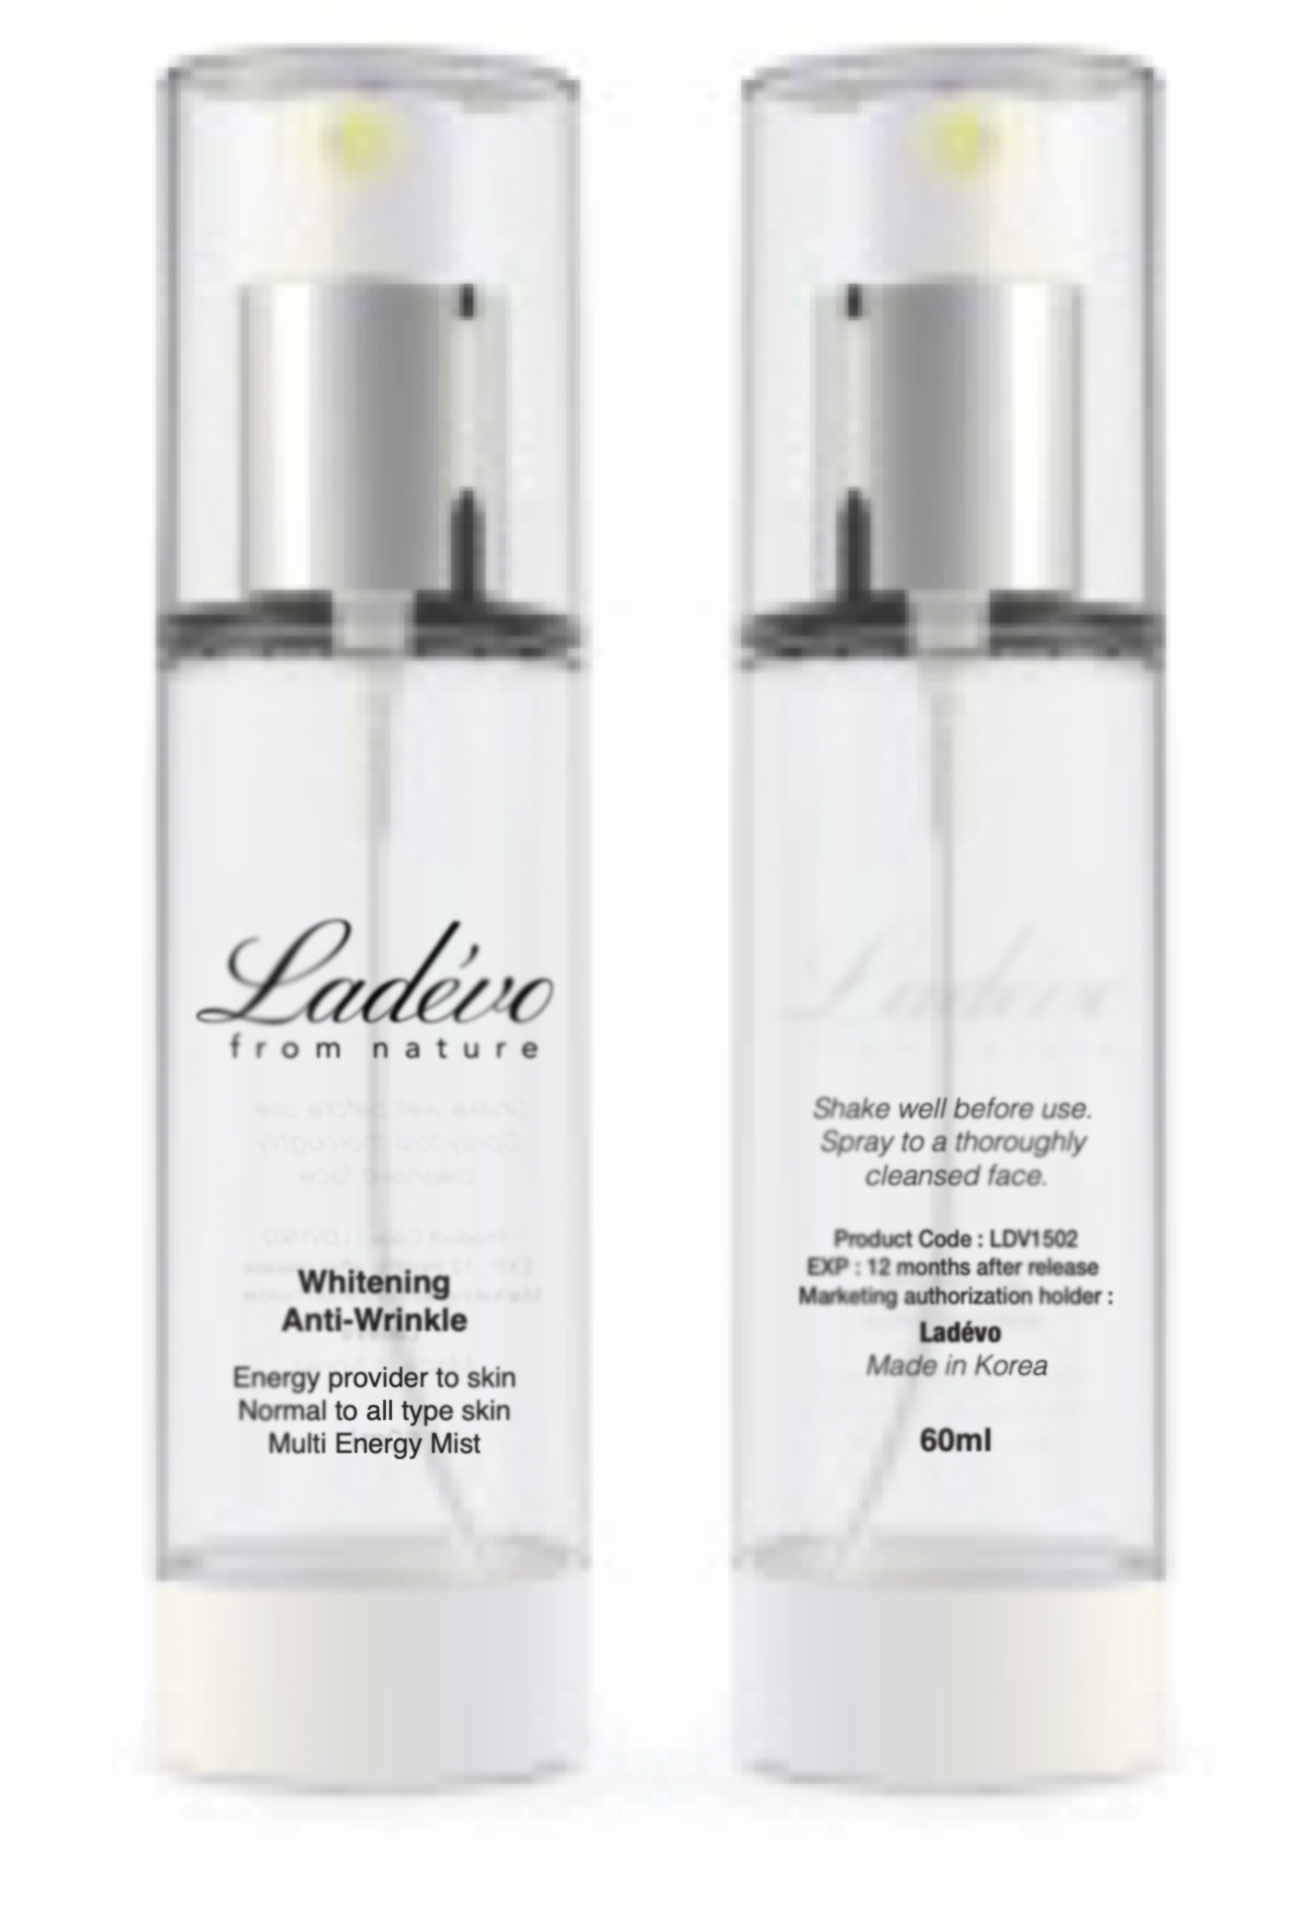 Ladévo
from nature
Whitening
Anti-Wrinkle
Energy provider to skin
Normal to all type skin
Multi Energy Mist
Shake well before use.
Spray to a thoroughly
cleansed face.
Product Code : LDV1502
EXP : 12 months after release
Marketing authorization holder :
Ladévo
Made in Korea
60ml